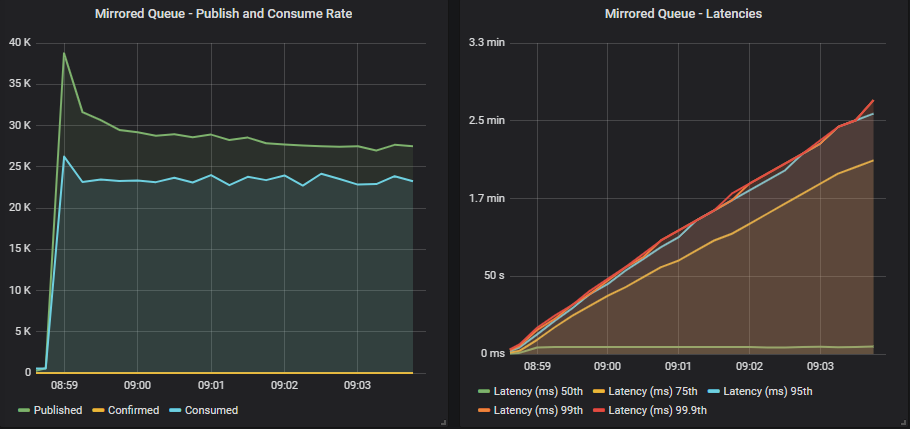 Mirrored Queue - Publish and Consume Rate
40 K
35 K
30 K
25 K
20 K
15 K
10 K
5 K
0
08:59 09:00 09:01 09:02 09:03
Published Confirmed Consumed
Mirrored Queue - Latencies
3.3 min
2.5 min
1.7 min
50 s
0 ms
08:59 09:00 09:01 09:02 09:03
Latency (ms) 50th Latency (ms) 75th Latency (ms) 95th
Latency (ms) 99th Latency (ms) 99.9th